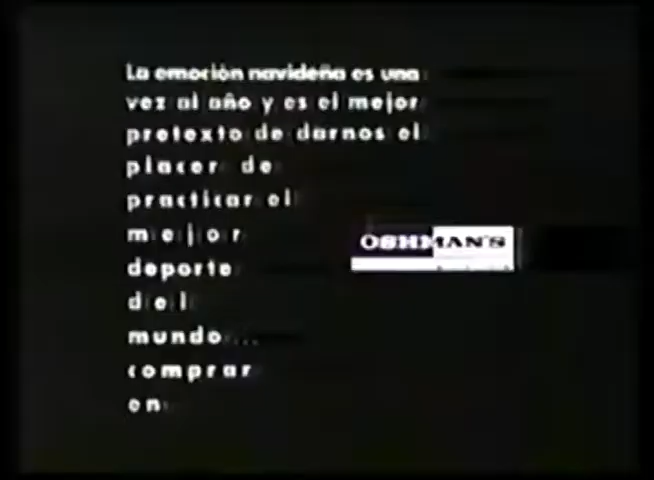 La emoción navideña es una
vez al año y es el mejor
pretexto de darnos el
placer de
practicar el
mejor
deporte
del
mundo...
comprar
en
OSHMAN'S